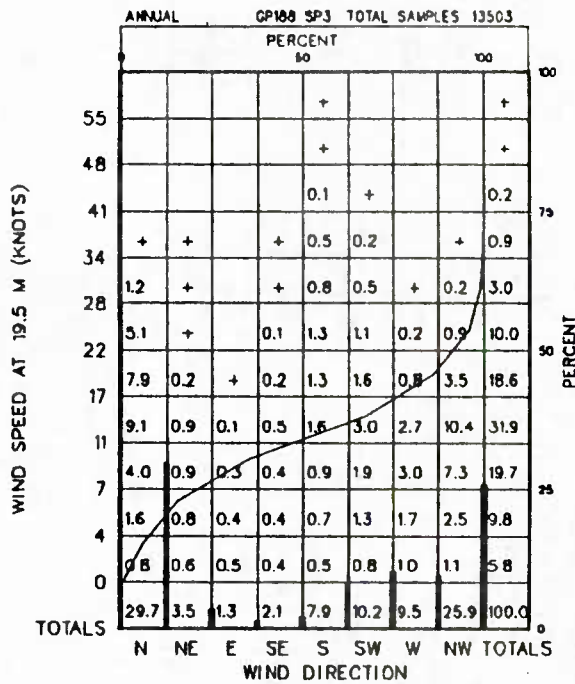 ANNUAL GP188 SP3 TOTAL SAMPLES 13503
PERCENT
0 50 100
100
+ +
55
+ +
48
0.1 + 0.2
41 75
+ + + 0.5 0.2 + 0.9
34
1.2 + + 0.8 0.5 + 0.2 3.0
28
5.1 + 0.1 1.3 1.1 0.2 0.9 10.0
22 50
7.9 0.2 + 0.2 1.3 1.6 0.8 3.5 18.6
17
9.1 0.9 0.1 0.5 1.6 3.0 2.7 10.4 31.9
11
4.0 0.9 0.3 0.4 0.9 1.9 3.0 7.3 19.7
7 25
1.6 0.8 0.4 0.4 0.7 1.3 1.7 2.5 9.8
4
0.8 0.6 0.5 0.4 0.5 0.8 1.0 1.1 5.8
0
29.7 3.5 1.3 2.1 7.9 10.2 9.5 25.9 100.0
TOTALS 0
N NE E SE S SW W NW TOTALS
WIND DIRECTION
WIND SPEED AT 19.5 M (KNOTS)
PERCENT